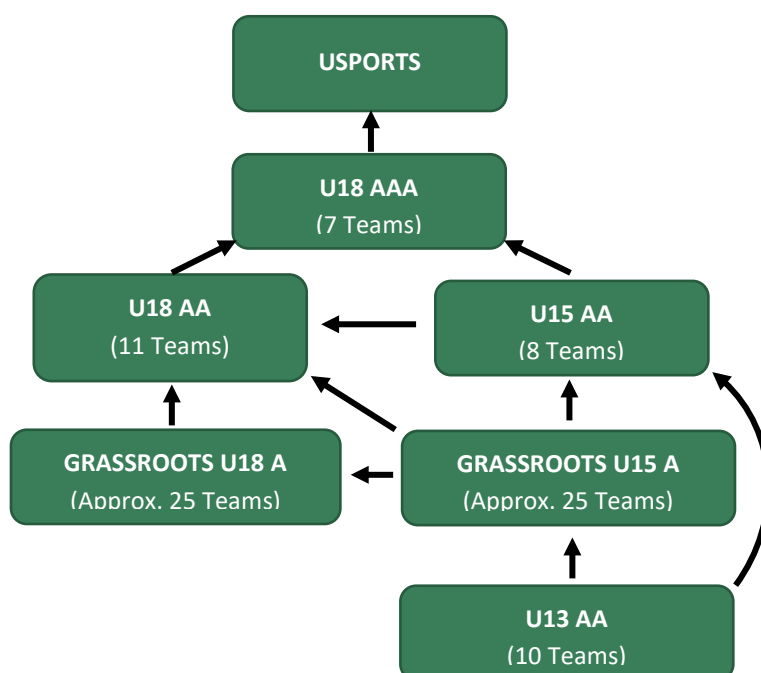 USPORTS
U18 AAA
(7 Teams)
U18 AA
(11 Teams)
U15 AA
(8 Teams)
GRASSROOTS U18 A
(Approx. 25 Teams)
GRASSROOTS U15 A
(Approx. 25 Teams)
U13 AA
(10 Teams)